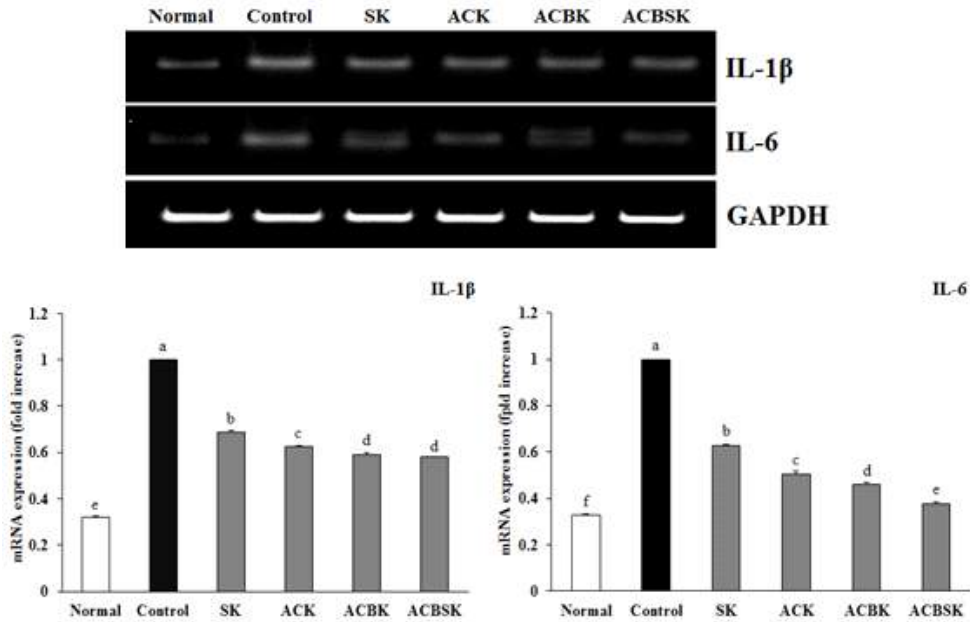 Normal Control SK ACK ACBK ACBSK
IL-1β
IL-6
GAPDH
IL-1β
mRNA expression (fold increase)
1.2
1
0.8
0.6
0.4
0.2
0
e
a
b
c
d
d
Normal Control SK ACK ACBK ACBSK
IL-6
mRNA expression (fpld increase)
1.2
1
0.8
0.6
0.4
0.2
0
f
a
b
c
d
e
Normal Control SK ACK ACBK ACBSK